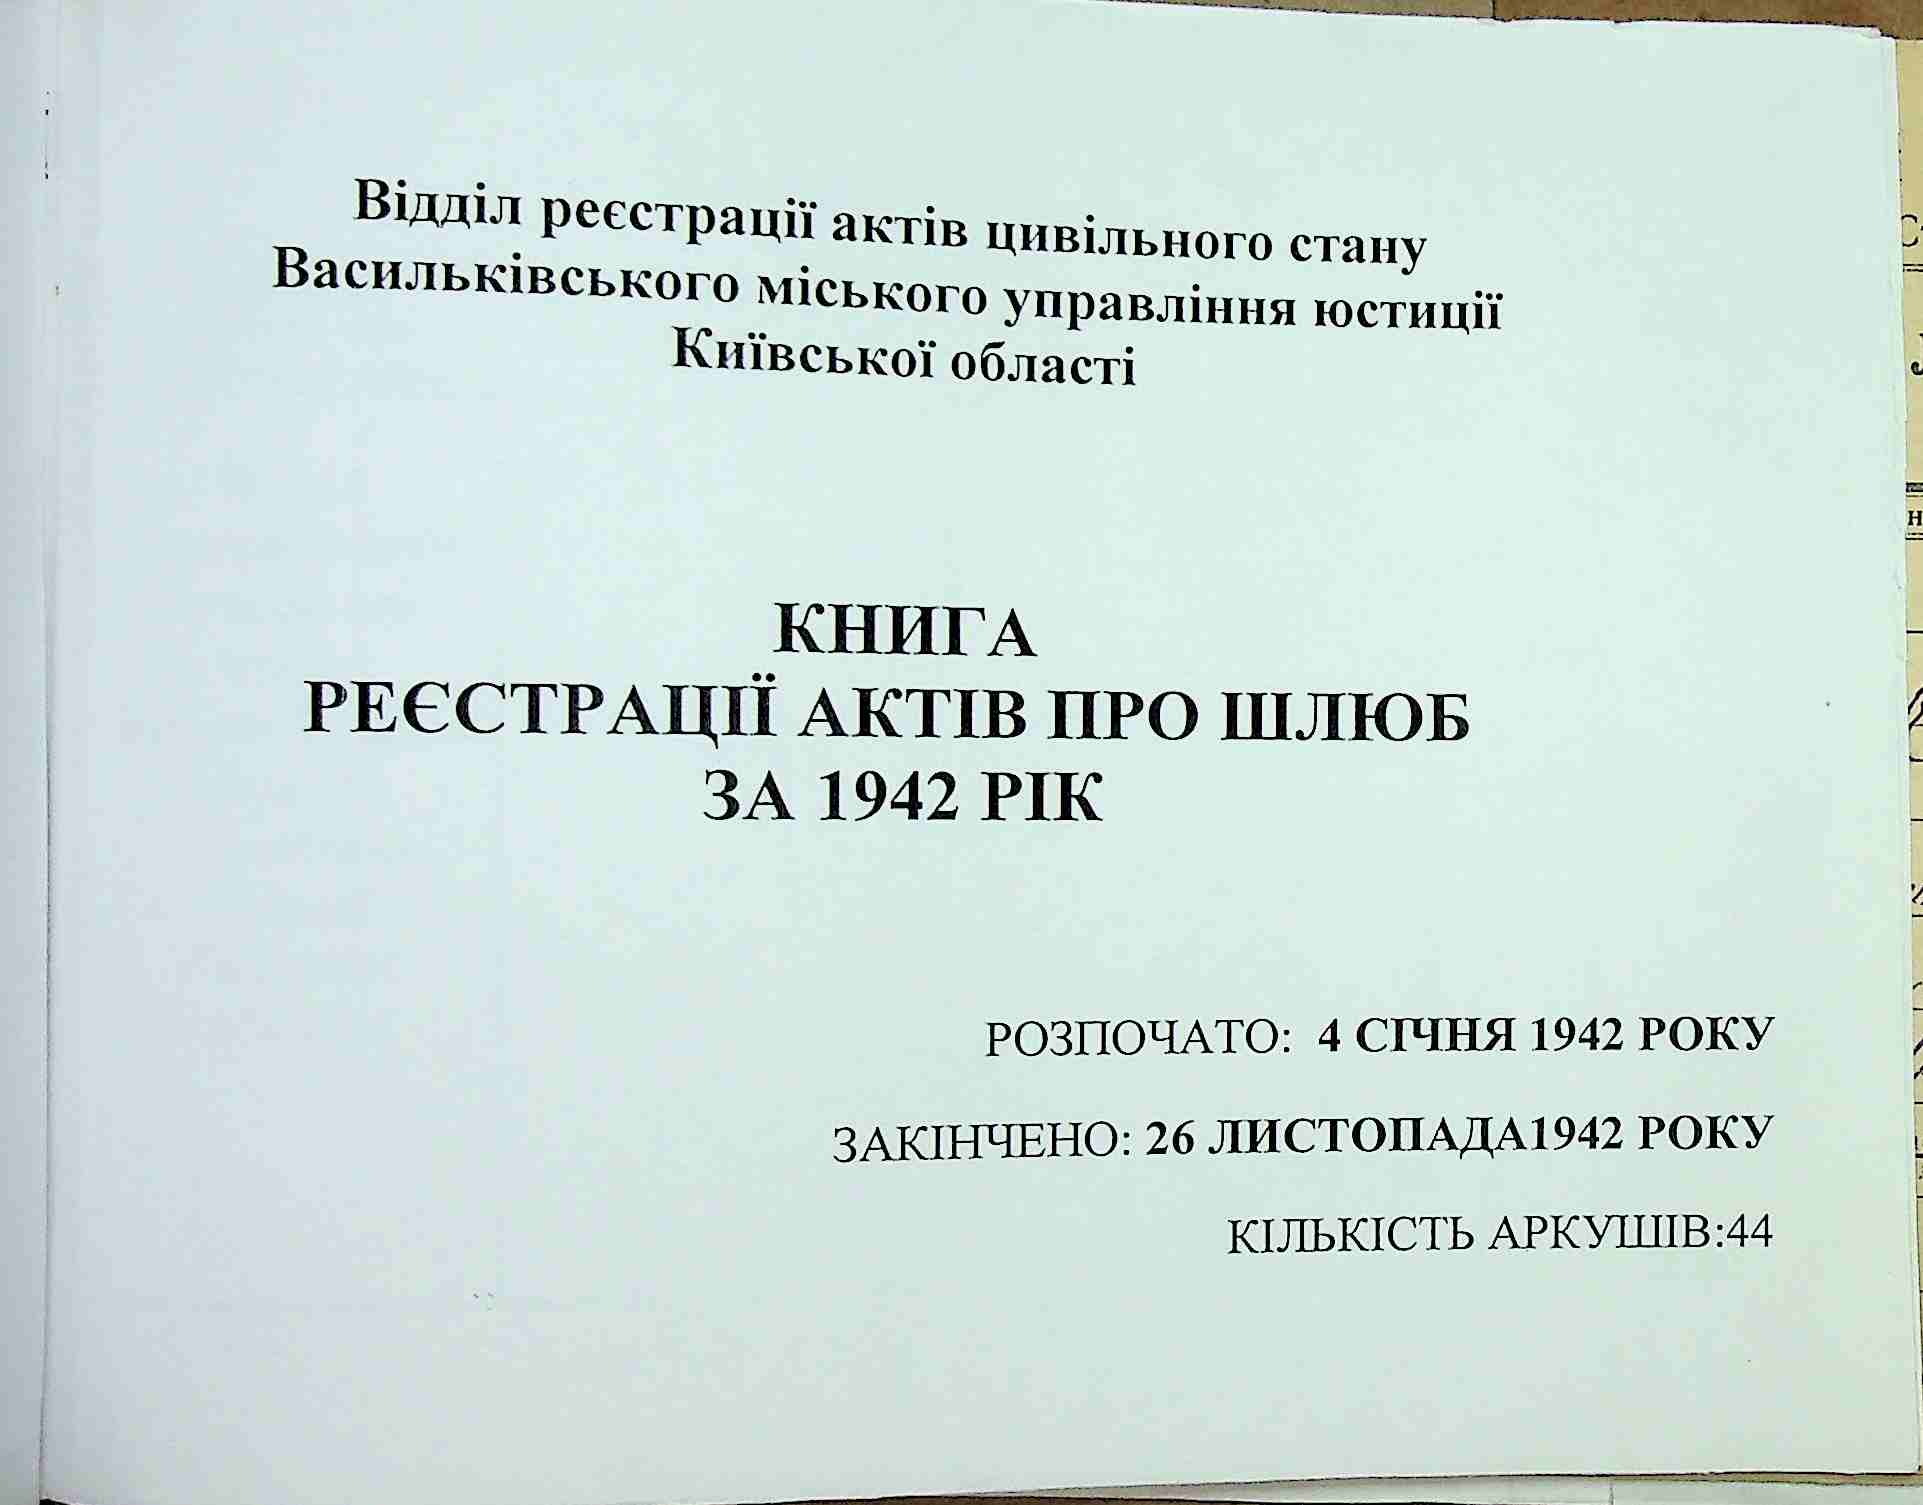 Відділ реєстрації актів цивільного стану
Васильківського міського управління юстиції
Київської області
КНИГА
РЕЄСТРАЦІЇ АКТІВ ПРО ШЛЮБ
ЗА 1942 РІК
РОЗПОЧАТО: 4 СІЧНЯ 1942 РОКУ
ЗАКІНЧЕНО: 26 ЛИСТОПАДА1942 РОКУ
КІЛЬКІСТЬ АРКУШІВ:44